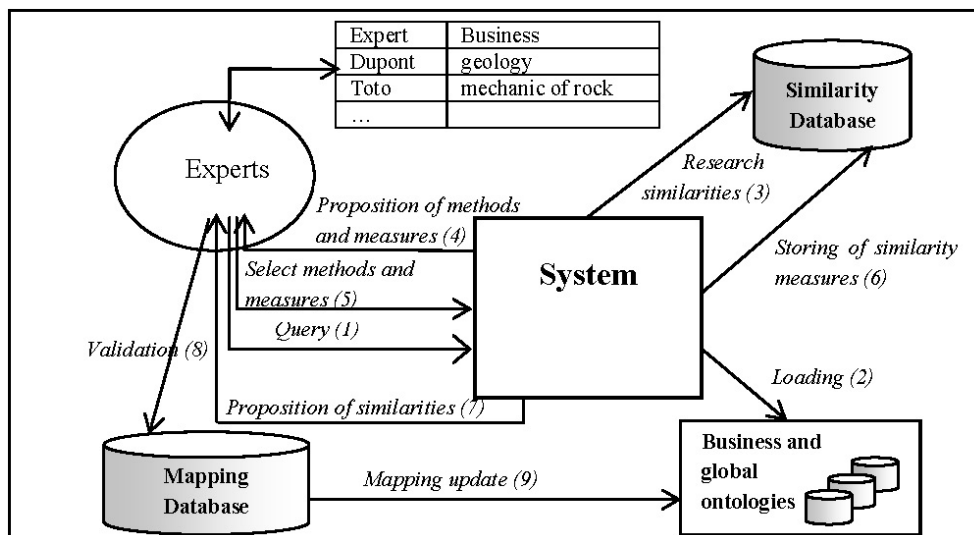 Expert Business
Dupont geology
Toto mechanic of rock
...
Similarity
Database
Experts
Research
similarities (3)
Proposition of methods
and measures (4)
System
Storing of similarity
measures (6)
Select methods and
measures (5)
Query (1)
Validation (8)
Loading (2)
Proposition of similarities (7)
Mapping
Database
Mapping update (9)
Business and
global
ontologies